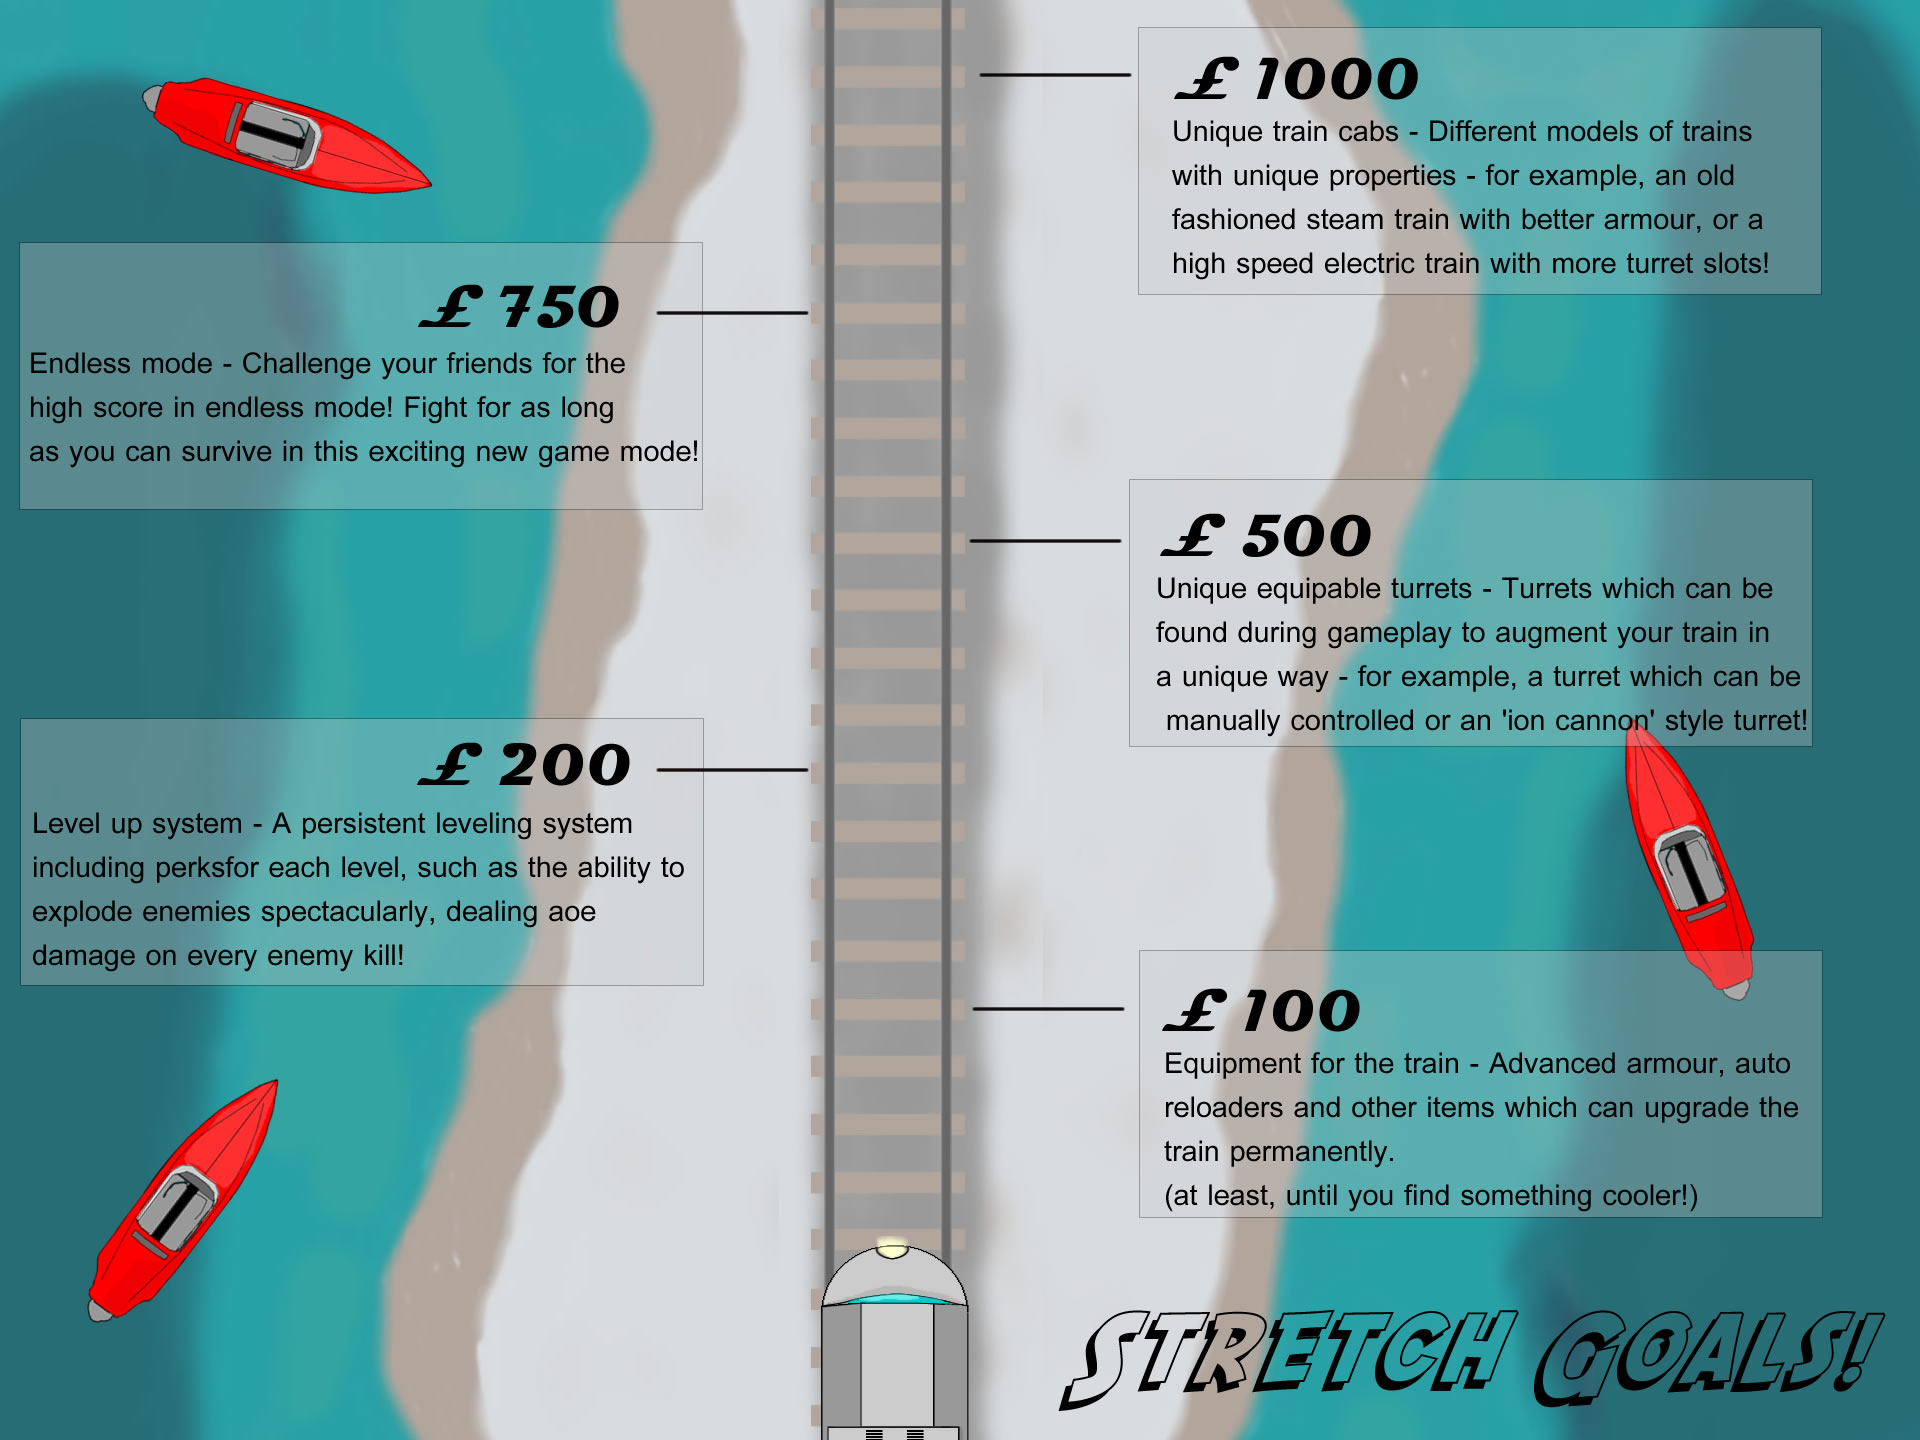 £ 1000
Unique train cabs - Different models of trains
with unique properties - for example, an old
fashioned steam train with better armour, or a
high speed electric train with more turret slots!
£ 750
Endless mode - Challenge your friends for the
high score in endless mode! Fight for as long
as you can survive in this exciting new game mode!
£ 500
Unique equipable turrets - Turrets which can be
found during gameplay to augment your train in
a unique way - for example, a turret which can be
manually controlled or an 'ion cannon' style turret!
£ 200
Level up system - A persistent leveling system
including perksfor each level, such as the ability to
explode enemies spectacularly, dealing aoe
damage on every enemy kill!
£ 100
Equipment for the train - Advanced armour, auto
reloaders and other items which can upgrade the
train permanently.
(at least, until you find something cooler!)
STRETCH GOALS!